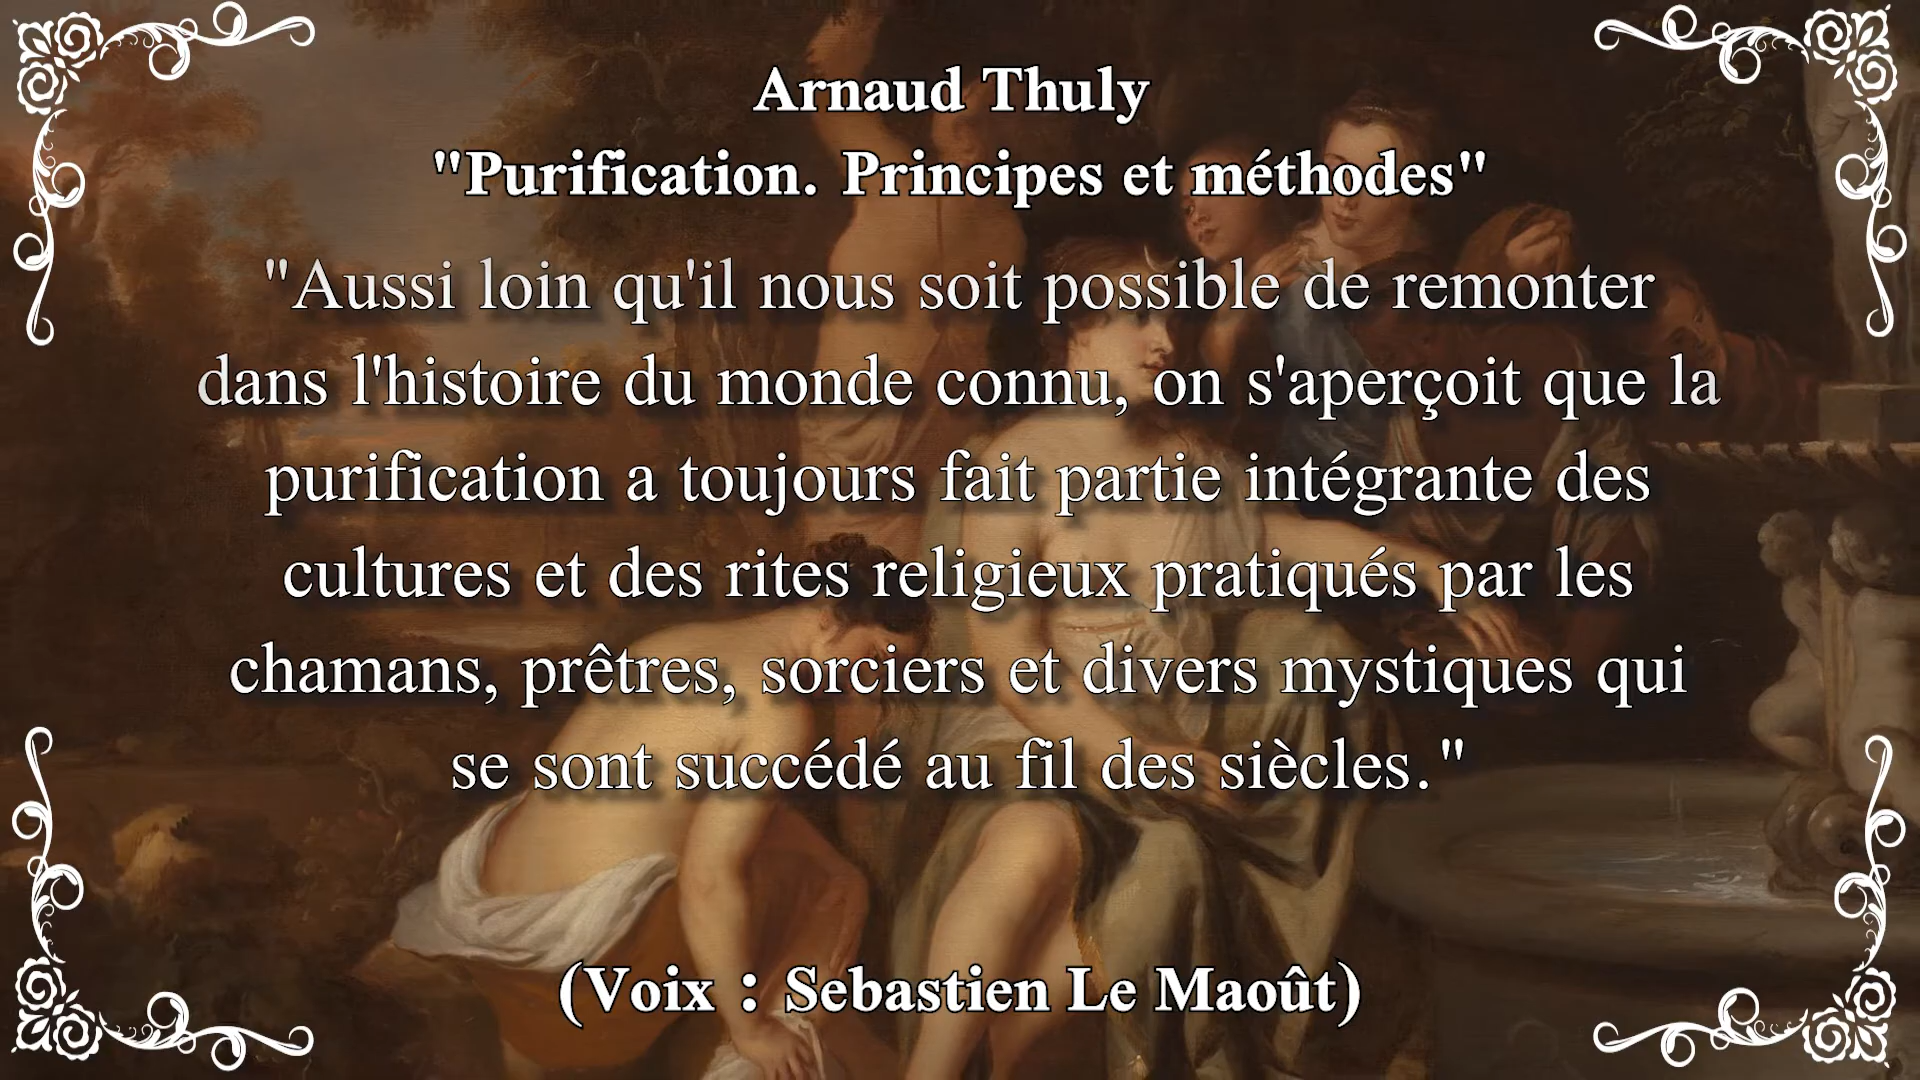 Arnaud Thuly
"Purification. Principes et méthodes"
"Aussi loin qu'il nous soit possible de remonter
dans l'histoire du monde connu, on s'aperçoit que la
purification a toujours fait partie intégrante des
cultures et des rites religieux pratiqués par les
chamans, prêtres, sorciers et divers mystiques qui
se sont succédé au fil des siècles."
(Voix : Sebastien Le Maoût)